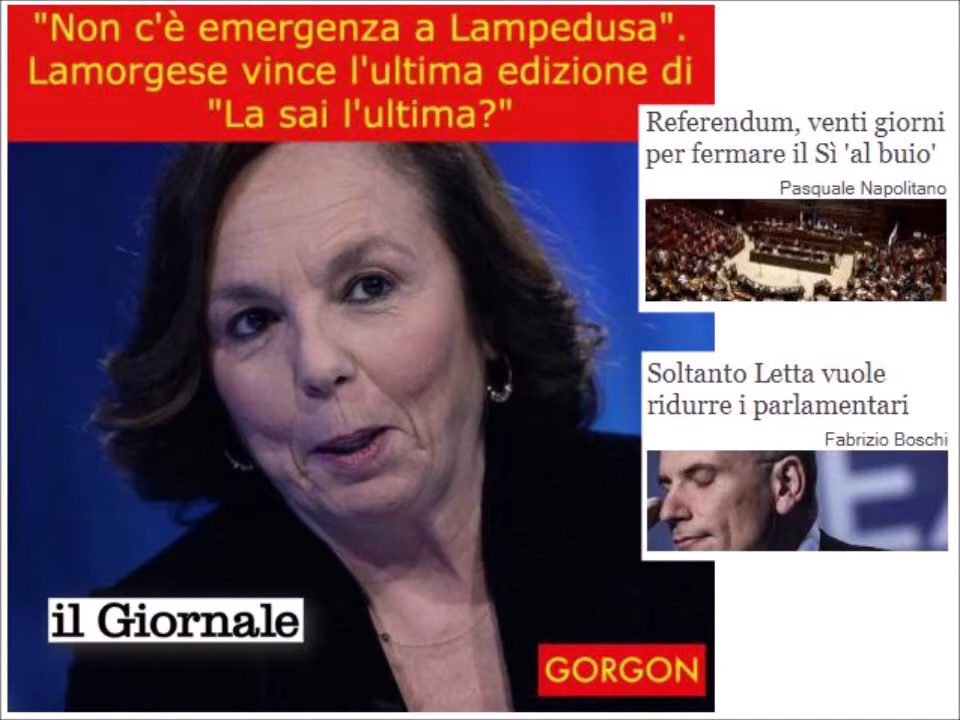 "Non c'è emergenza a Lampedusa".
Lamorgese vince l'ultima edizione di
"La sai l'ultima?"
Referendum, venti giorni
per fermare il Sì 'al buio'
Pasquale Napolitano
Soltanto Letta vuole
ridurre i parlamentari
Fabrizio Boschi
il Giornale
GORGON